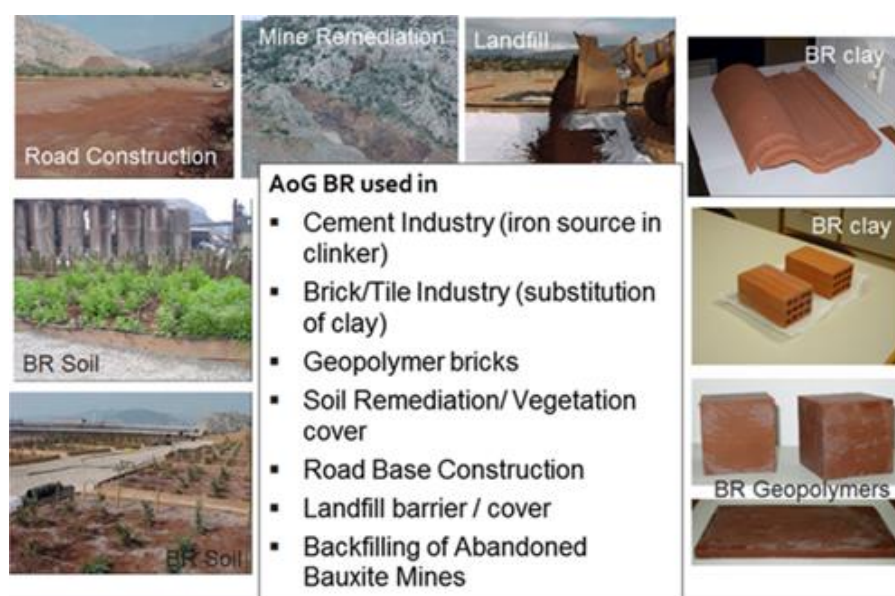 Road Construction
Mine Remediation
Landfill
BR clay
BR Soil
BR clay
BR Soil
BR Geopolymers
AoG BR used in
▪ Cement Industry (iron source in
clinker)
▪ Brick/Tile Industry (substitution
of clay)
▪ Geopolymer bricks
▪ Soil Remediation/ Vegetation
cover
▪ Road Base Construction
▪ Landfill barrier / cover
▪ Backfilling of Abandoned
Bauxite Mines